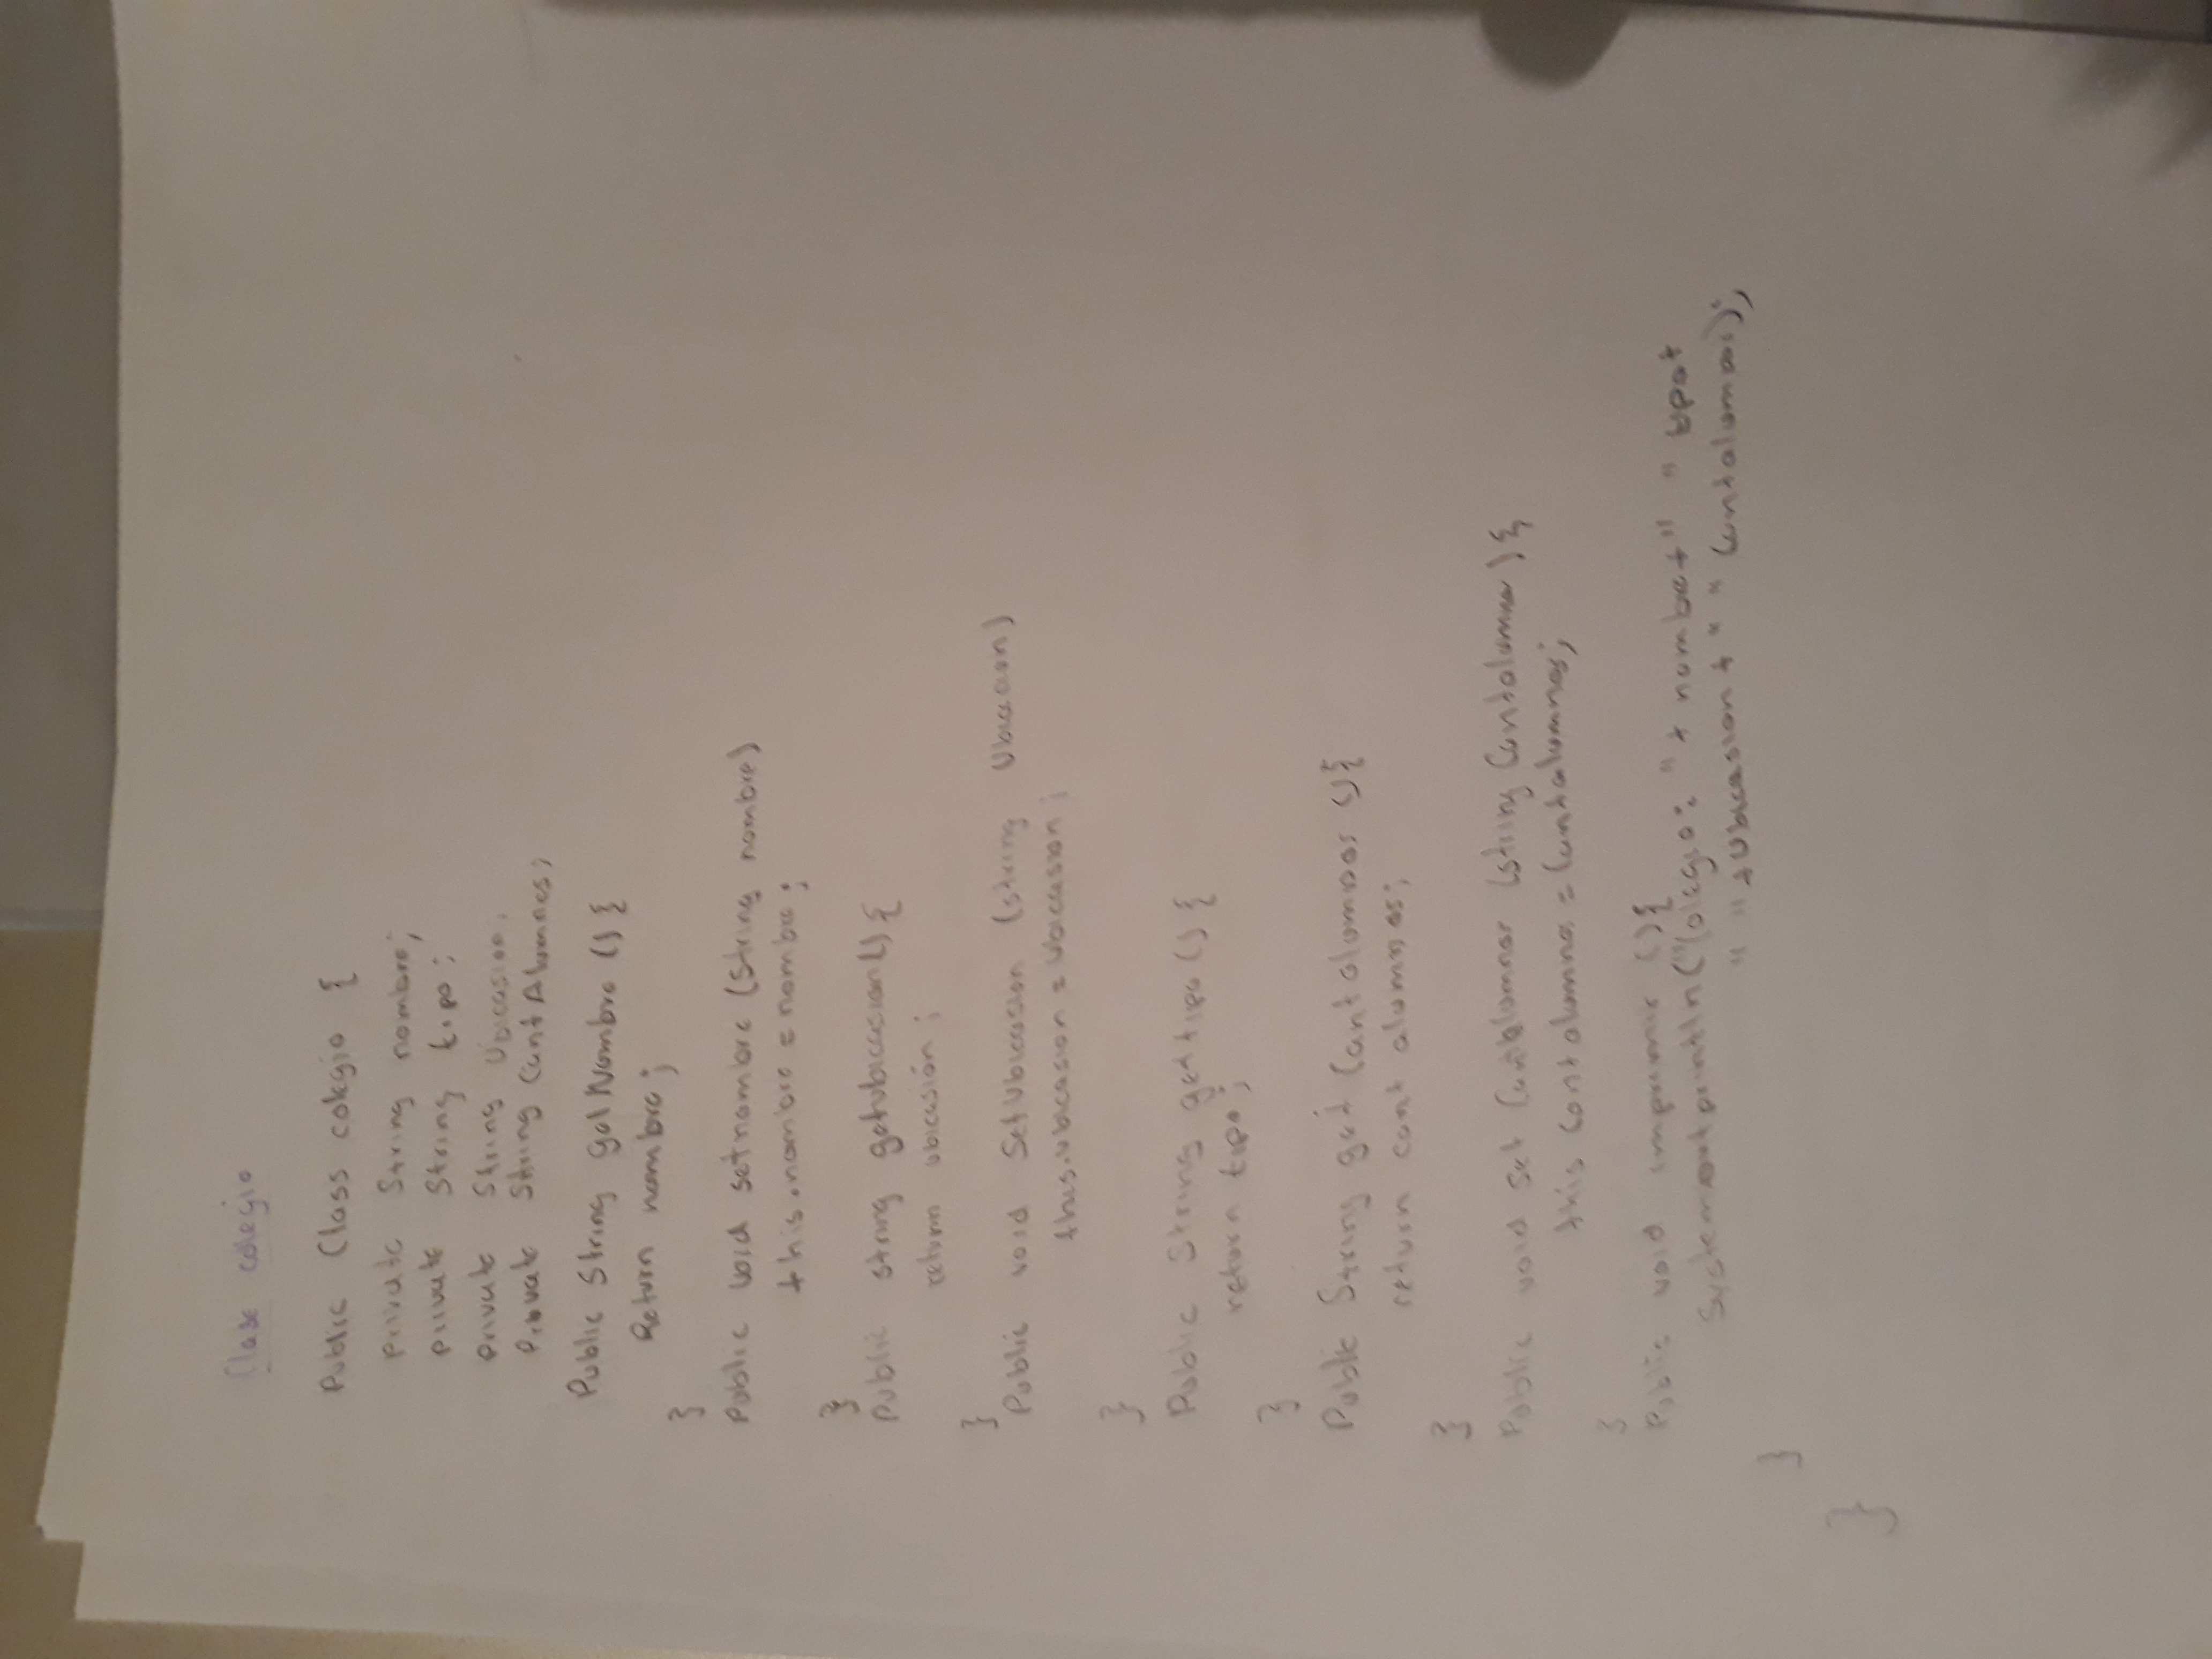 Clase colegio
Public Class colegio {
private String nombre;
private String tipo;
private String Ubicasion;
Private String CantAlumnos;
Public String getNombre () {
Return nombre;
}
Public void setnombre (String nombre)
this.nombre = nombre;
}
Public string getubicasion() {
return ubicasión;
}
Public void SetUbicasion (string Ubicacion)
this.ubicasion = Ubicasion;
}
Public String gettipo () {
return tipo;
}
Public String get Cantalumnos () {
return cant alumnos;
}
Public void set CantAlumnos (string Cantalumno) {
this cantalumnos = Cantalumnos;
}
Public void imprimir () {
System out println ("Colegio: " + nombre + " " tipo +
" " + Ubicasion + " " Cantalumnos);
}
}